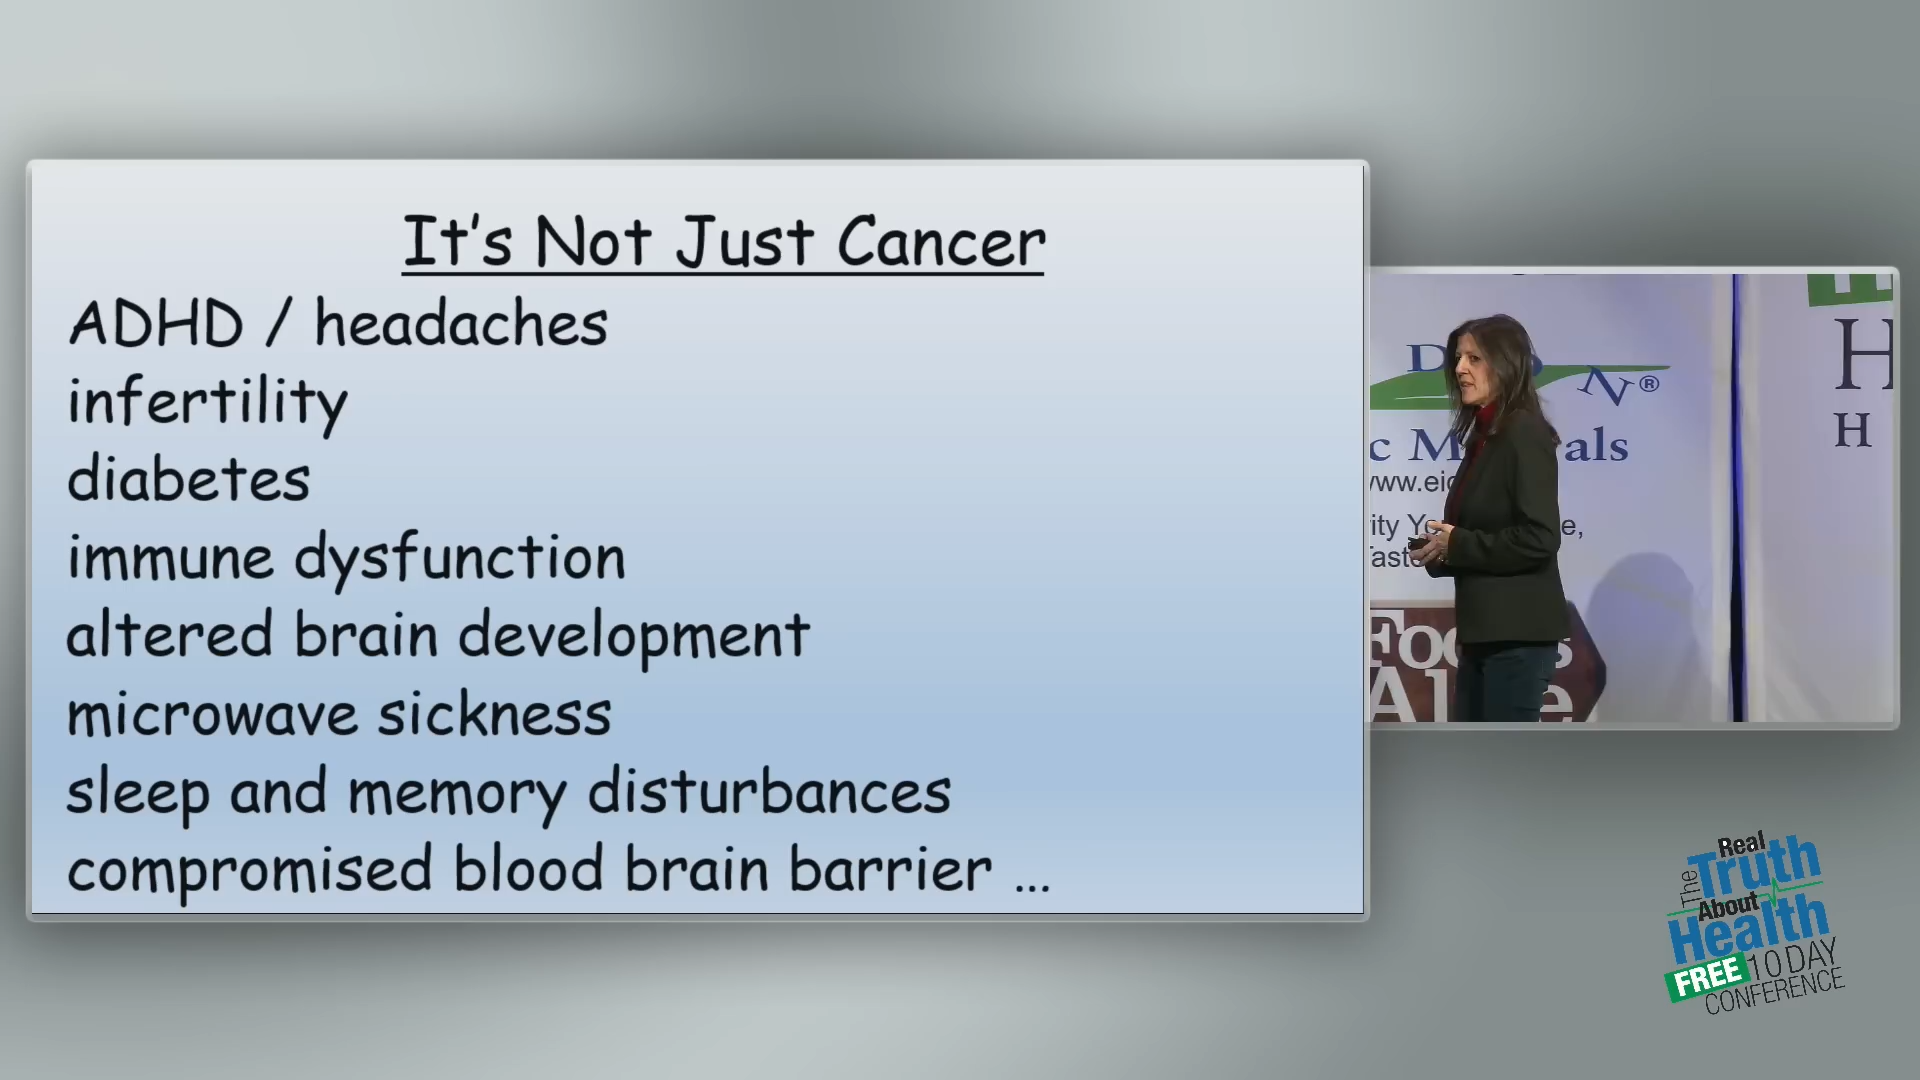 It's Not Just Cancer
ADHD / headaches
infertility
diabetes
immune dysfunction
altered brain development
microwave sickness
sleep and memory disturbances
compromised blood brain barrier ...
N®
als
H
H
The Real
Truth
About
Health
FREE 10 DAY
CONFERENCE